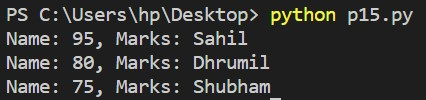 PS C:\Users\hp\Desktop> python p15.py
Name: 95, Marks: Sahil
Name: 80, Marks: Dhrumil
Name: 75, Marks: Shubham